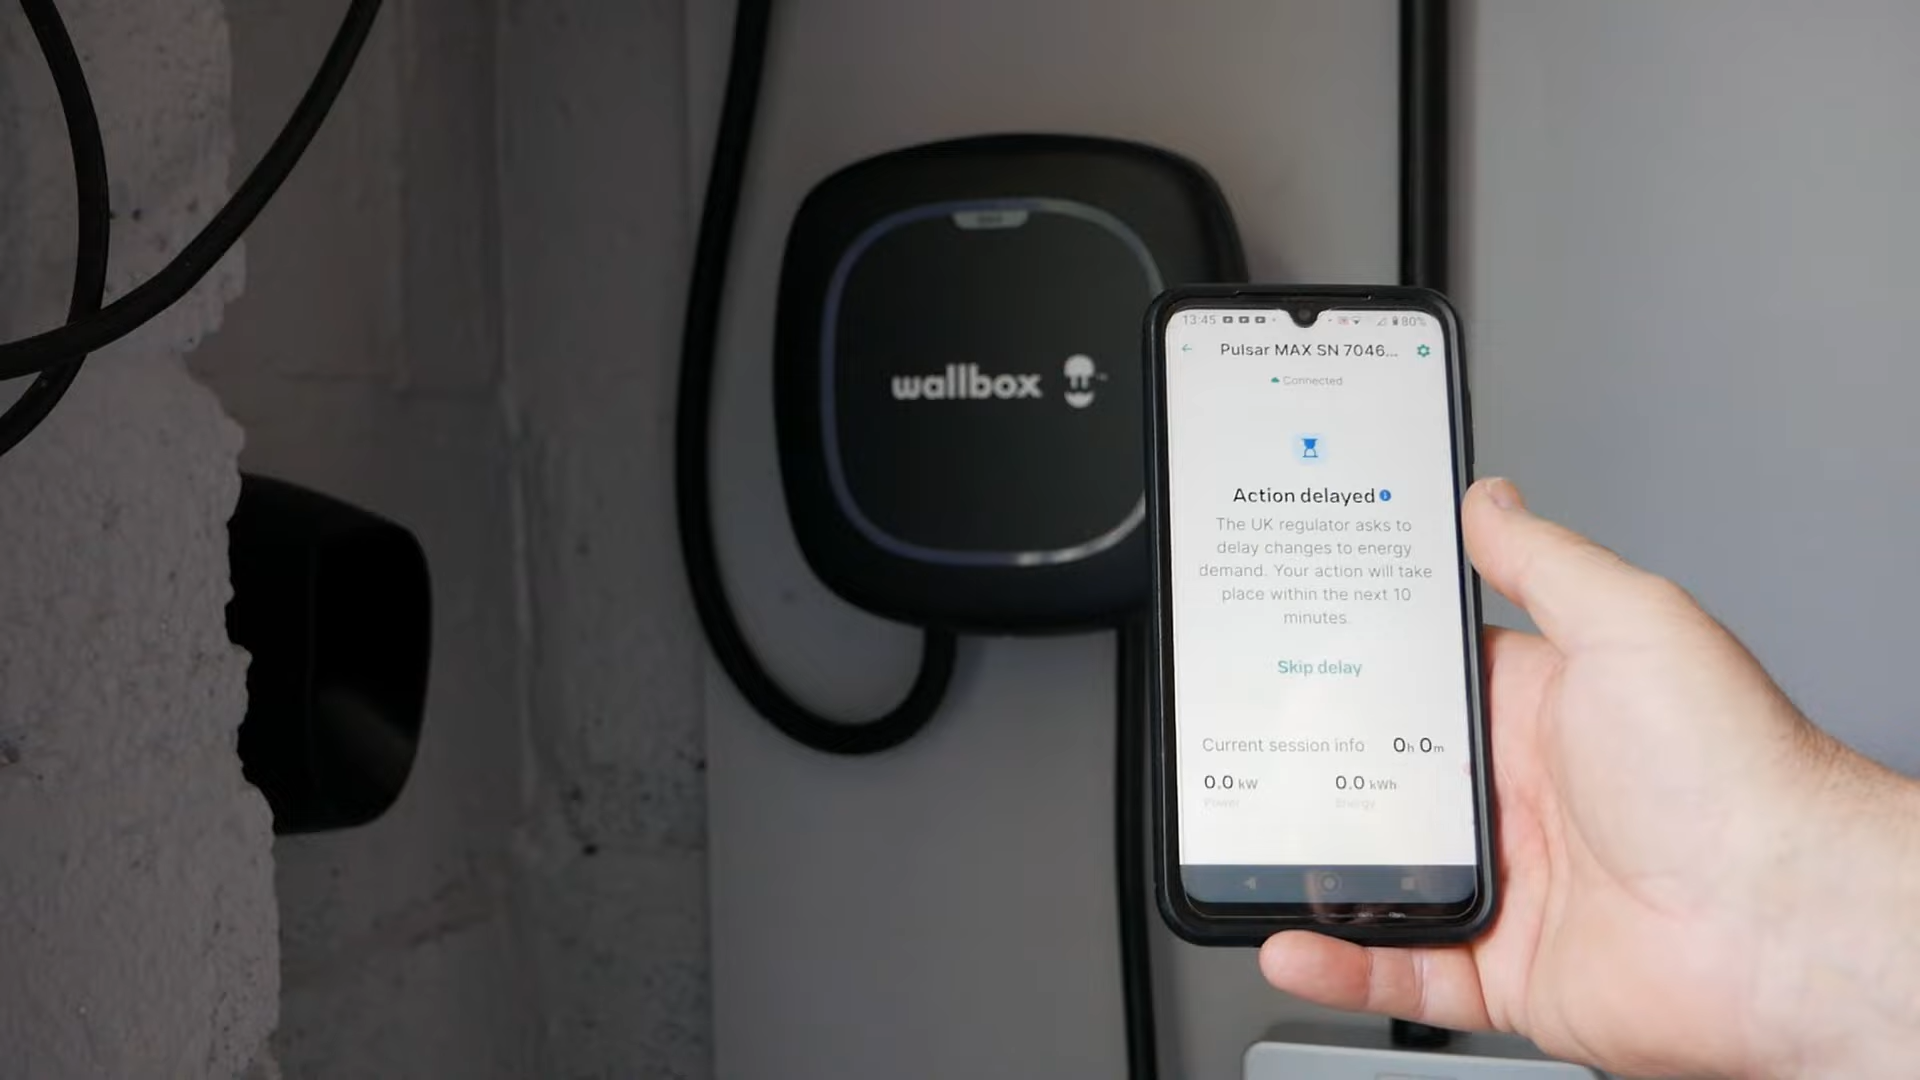 wallbox
13:45
80%
Pulsar MAX SN 7046...
Connected
Action delayed
The UK regulator asks to
delay changes to energy
demand. Your action will take
place within the next 10
minutes.
Skip delay
Current session info 0h 0m
0.0 kW 0.0 kWh
Power Energy